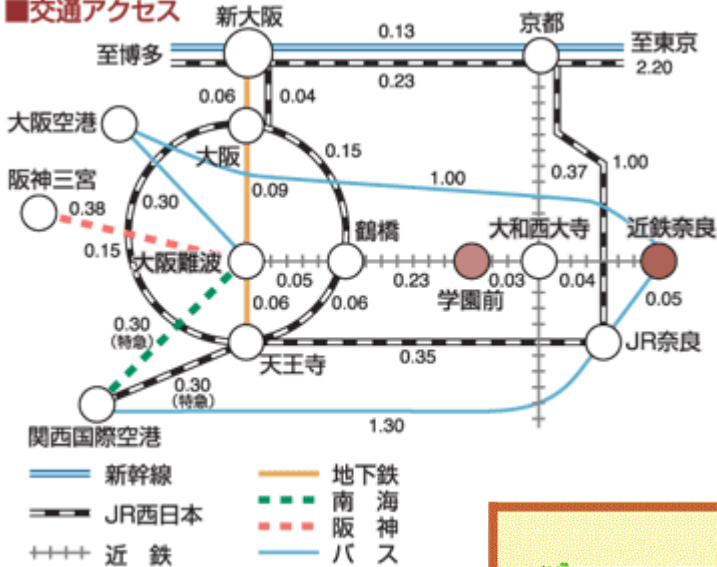 ■交通アクセス
新大阪
京都
0.13
至博多
至東京
0.23
2.20
0.06
0.04
大阪空港
大阪
0.15
0.37
1.00
阪神三宮
0.30
0.09
1.00
0.38
鶴橋
大和西大寺
近鉄奈良
0.15
大阪難波
0.05
0.23
0.03
0.04
学園前
0.05
0.06
0.06
0.30
(特急)
天王寺
0.35
JR奈良
0.30
(特急)
関西国際空港
1.30
新幹線
地下鉄
JR西日本
南 海
阪 神
近 鉄
バ ス